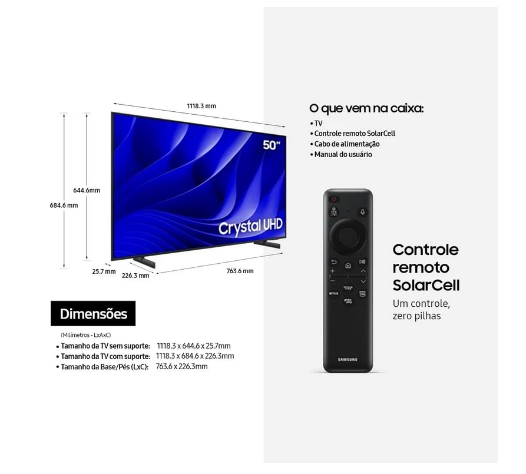 1118.3 mm
50"
644.6mm
684.6 mm
Crystal UHD
25.7 mm
226.3 mm
763.6 mm
Dimensões
(Milímetros - LxAxC)
• Tamanho da TV sem suporte: 1118.3 x 644.6 x 25.7mm
• Tamanho da TV com suporte: 1118.3 x 684.6 x 226.3mm
• Tamanho da Base/Pés (LxC): 763.6 x 226.3mm
O que vem na caixa:
• TV
• Controle remoto SolarCell
• Cabo de alimentação
• Manual do usuário
NETFLIX
SAMSUNG
Controle
remoto
SolarCell
Um controle,
zero pilhas